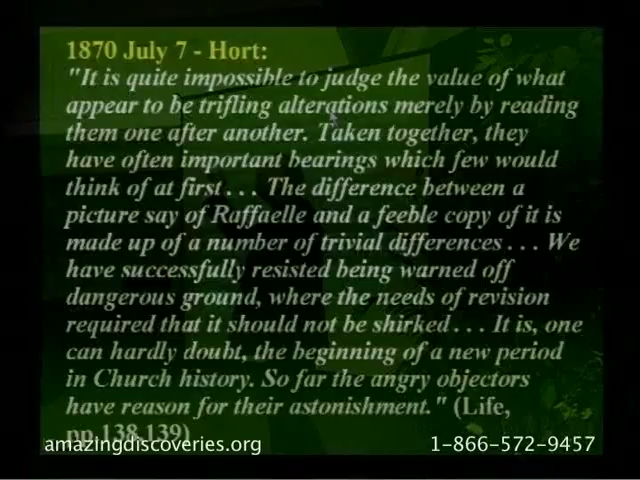 1870 July 7 - Hort:
"It is quite impossible to judge the value of what
appear to be trifling alterations merely by reading
them one after another. Taken together, they
have often important bearings which few would
think of at first . . . The difference between a
picture say of Raffaelle and a feeble copy of it is
made up of a number of trivial differences . . . We
have successfully resisted being warned off
dangerous ground, where the needs of revision
required that it should not be shirked . . . It is, one
can hardly doubt, the beginning of a new period
in Church history. So far the angry objectors
have reason for their astonishment." (Life,
pp.138,139)
amazingdiscoveries.org 1-866-572-9457